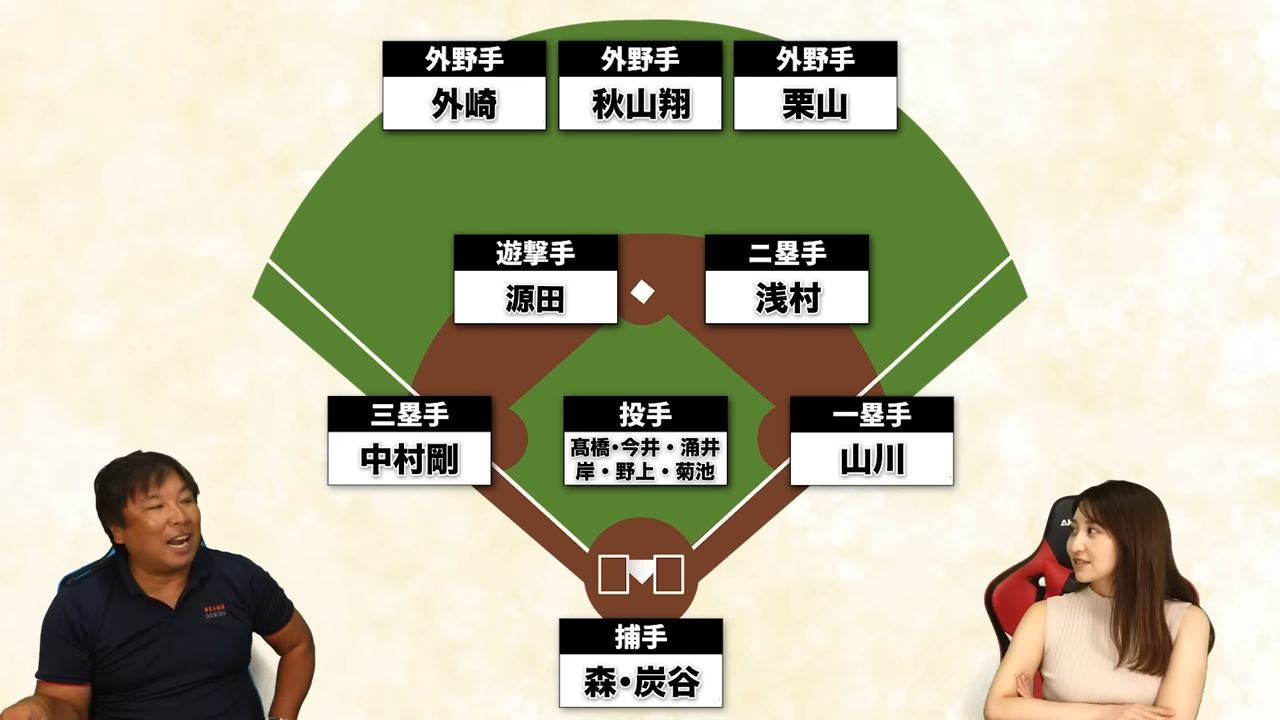 外野手
外野手
外野手
外崎
秋山翔
栗山
遊撃手
二塁手
源田
浅村
三塁手
投手
一塁手
中村剛
髙橋・今井・涌井
岸・野上・菊池
山川
BEAMS
DESIGN
捕手
森・炭谷